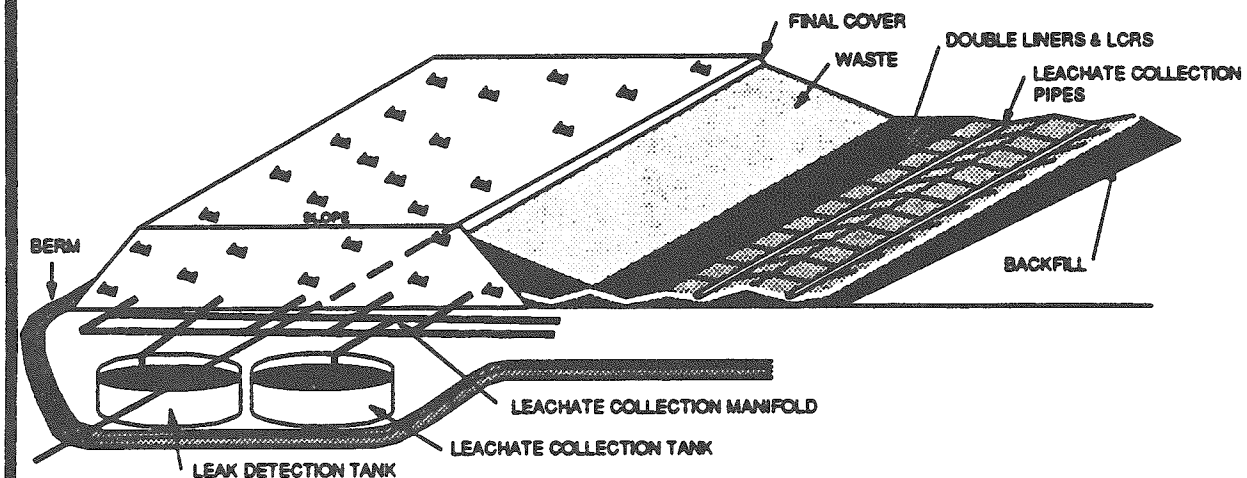 FINAL COVER
DOUBLE LINERS & LCRS
WASTE
LEACHATE COLLECTION
PIPES
SLOPE
BERM
BACKFILL
LEACHATE COLLECTION MANIFOLD
LEACHATE COLLECTION TANK
LEAK DETECTION TANK